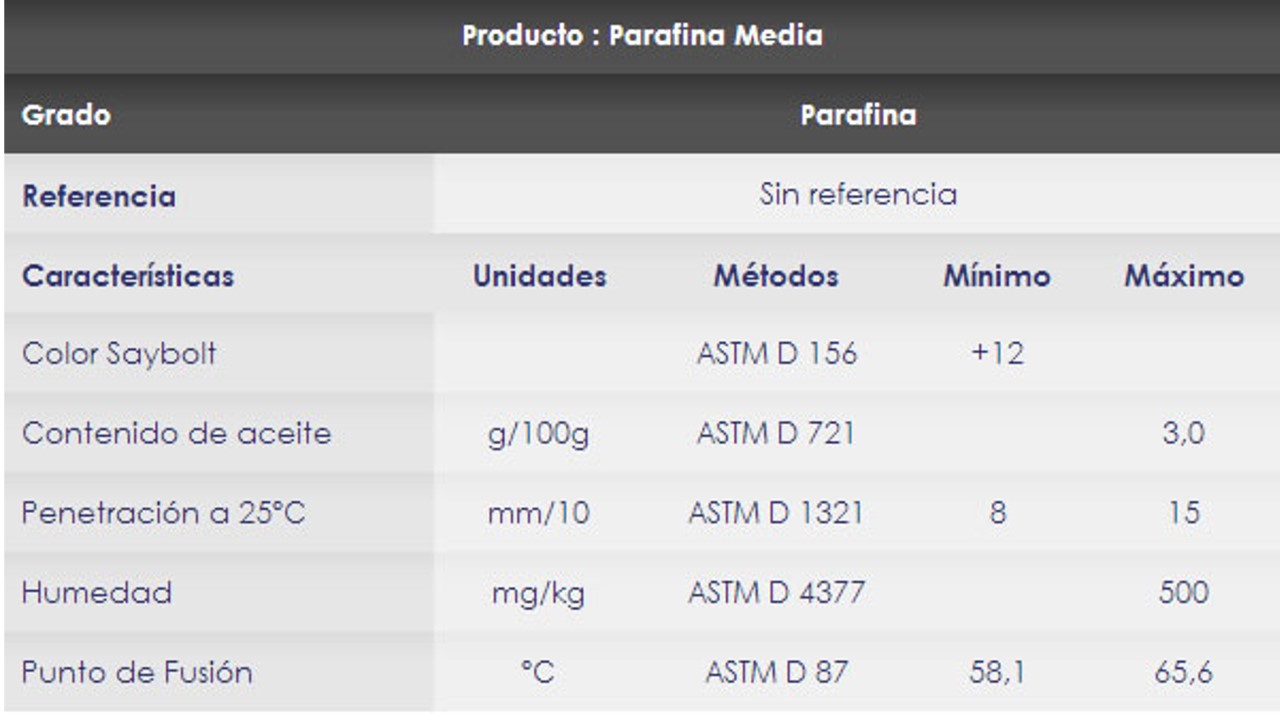 Producto : Parafina Media
Grado Parafina
Referencia Sin referencia
Características Unidades Métodos Mínimo Máximo
Color Saybolt ASTM D 156 +12
Contenido de aceite g/100g ASTM D 721 3,0
Penetración a 25ºC mm/10 ASTM D 1321 8 15
Humedad mg/kg ASTM D 4377 500
Punto de Fusión ºC ASTM D 87 58,1 65,6